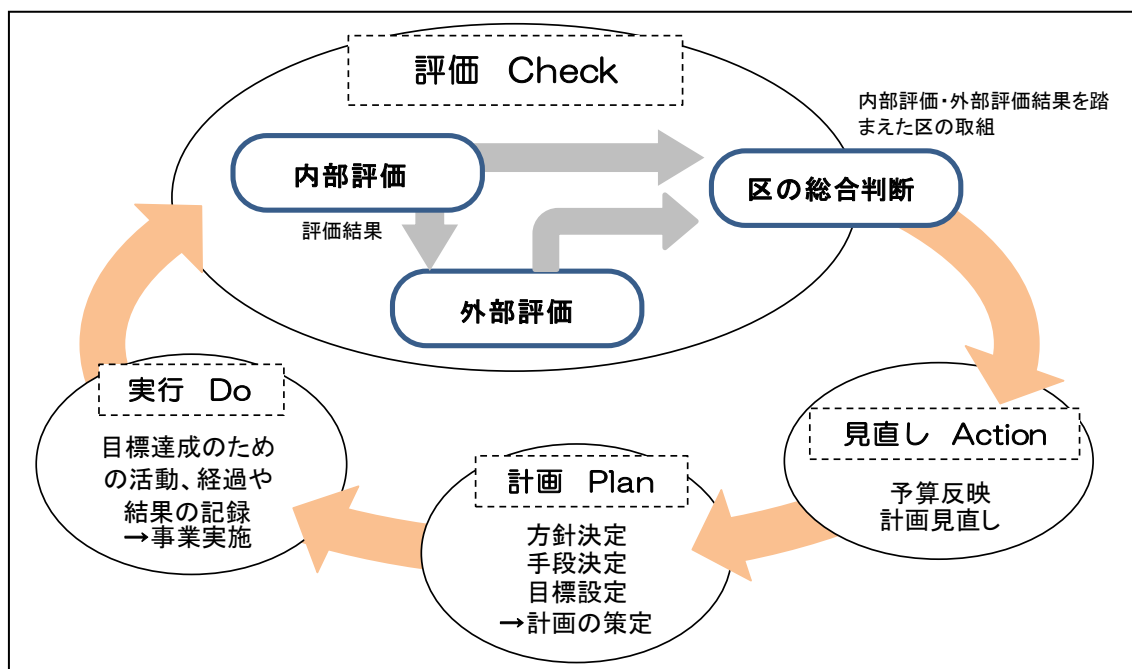 評価 Check
内部評価・外部評価結果を踏
まえた区の取組
内部評価
区の総合判断
評価結果
外部評価
実行 Do
目標達成のため
の活動、経過や
結果の記録
→事業実施
計画 Plan
方針決定
手段決定
目標設定
→計画の策定
見直し Action
予算反映
計画見直し